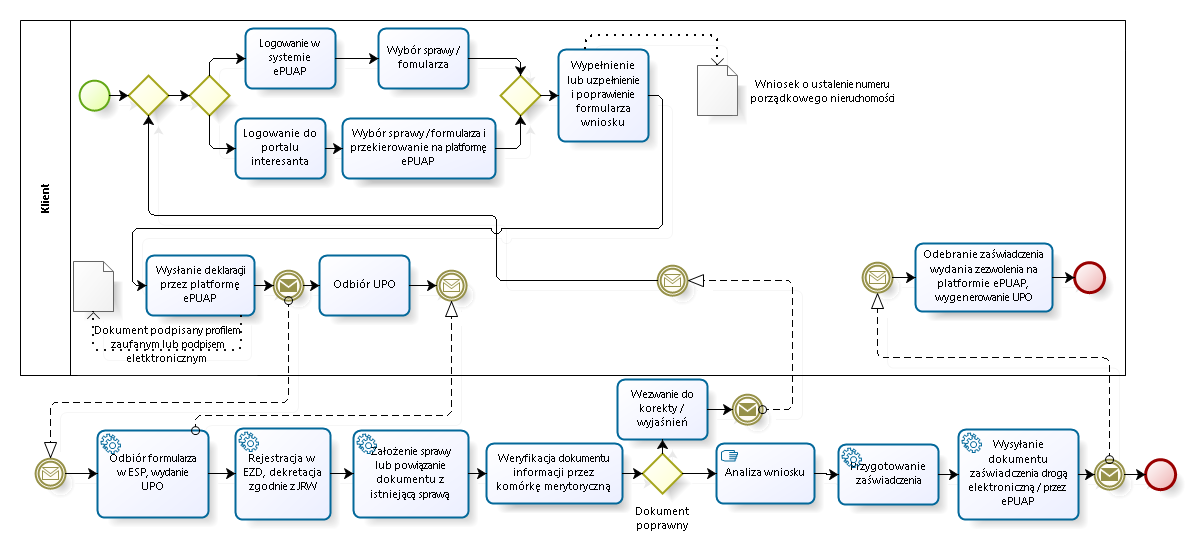 Klient
Logowanie w
systemie
ePUAP
Wybór sprawy /
fomularza
Logowanie do
portalu
interesanta
Wybór sprawy / formularza i
przekierowanie na platformę
ePUAP
Wypełnienie
lub uzpełnienie
i poprawienie
formularza
wniosku
Wniosek o ustalenie numeru
porządkowego nieruchomości
Wysłanie deklaragi
przez platformę
ePUAP
Dokument podpisany profilem
zaufanym lub podpisem
eletktronicznym
Odbiór UPO
Odebranie zaświadczenia
wydania zezwolenia na
platformie ePUAP,
wygenerowanie UPO
Odbiór formularza
w ESP, wydanie
UPO
Rejestracja w
EZD, dekretacja
zgodnie z JRW
Założenie sprawy
lub powiązanie
dokumentu z
istniejącą sprawą
Weryfikacja dokumentu
informacji przez
komórkę merytoryczną
Wezwanie do
korekty /
wyjaśnień
Dokument
poprawny
Analiza wniosku
Przygotowanie
zaświadczenia
Wysyłanie
dokumentu
zaświadczenia drogą
elektroniczną / przez
ePUAP